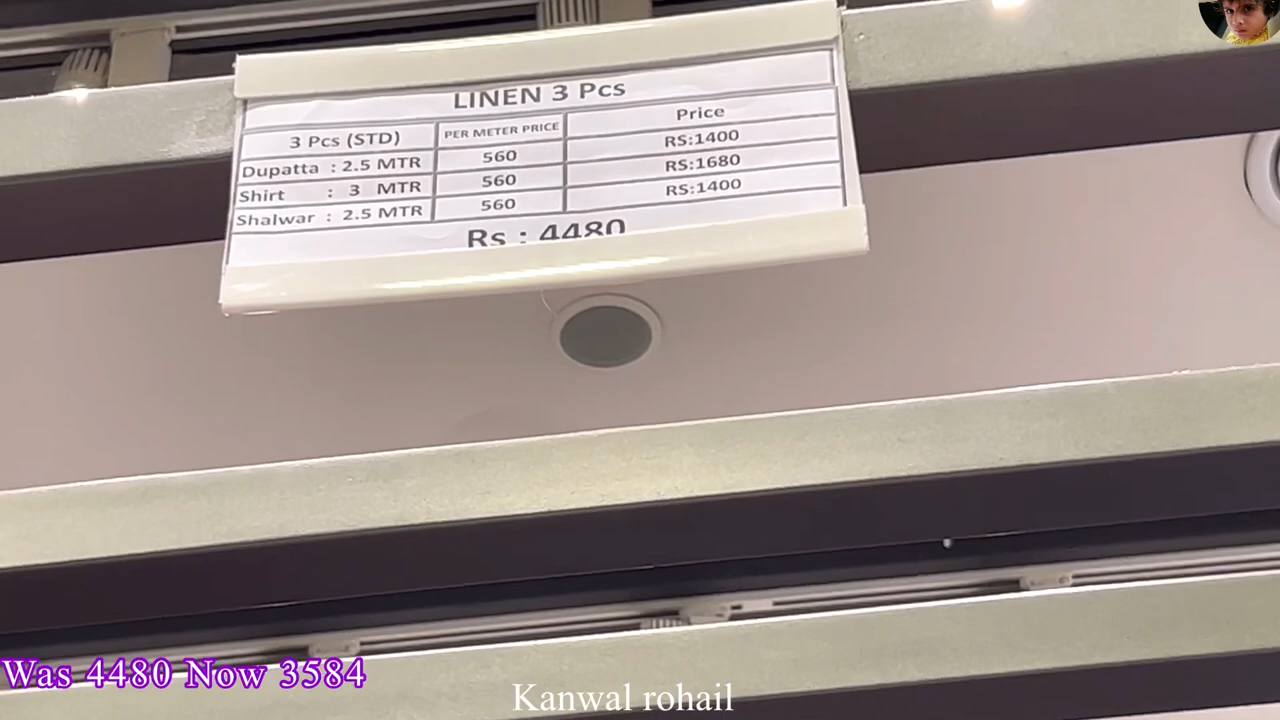 LINEN 3 Pcs
3 Pcs (STD) PER METER PRICE Price
Dupatta : 2.5 MTR 560 RS:1400
Shirt : 3 MTR 560 RS:1680
Shalwar : 2.5 MTR 560 RS:1400
Rs : 4480
Was 4480 Now 3584
Kanwal rohail